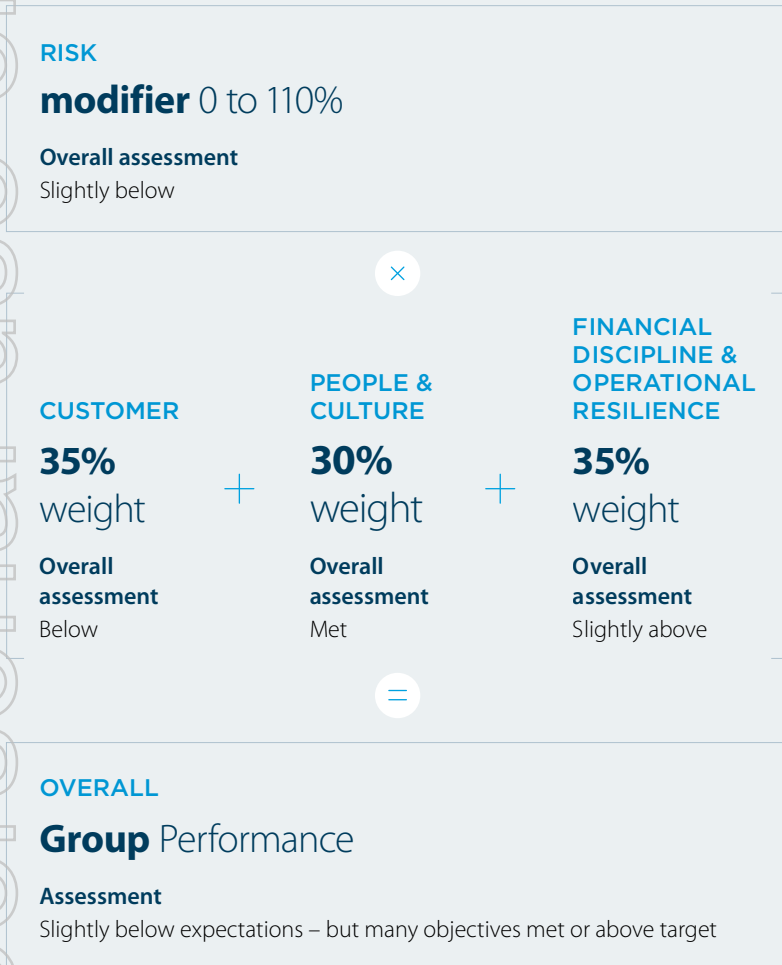 RISK
modifier 0 to 110%
Overall assessment
Slightly below
×
FINANCIAL
DISCIPLINE &
OPERATIONAL
RESILIENCE
PEOPLE &
CULTURE
CUSTOMER
35%
weight
+
30%
weight
+
35%
weight
Overall
assessment
Below
Overall
assessment
Met
Overall
assessment
Slightly above
=
OVERALL
Group Performance
Assessment
Slightly below expectations – but many objectives met or above target